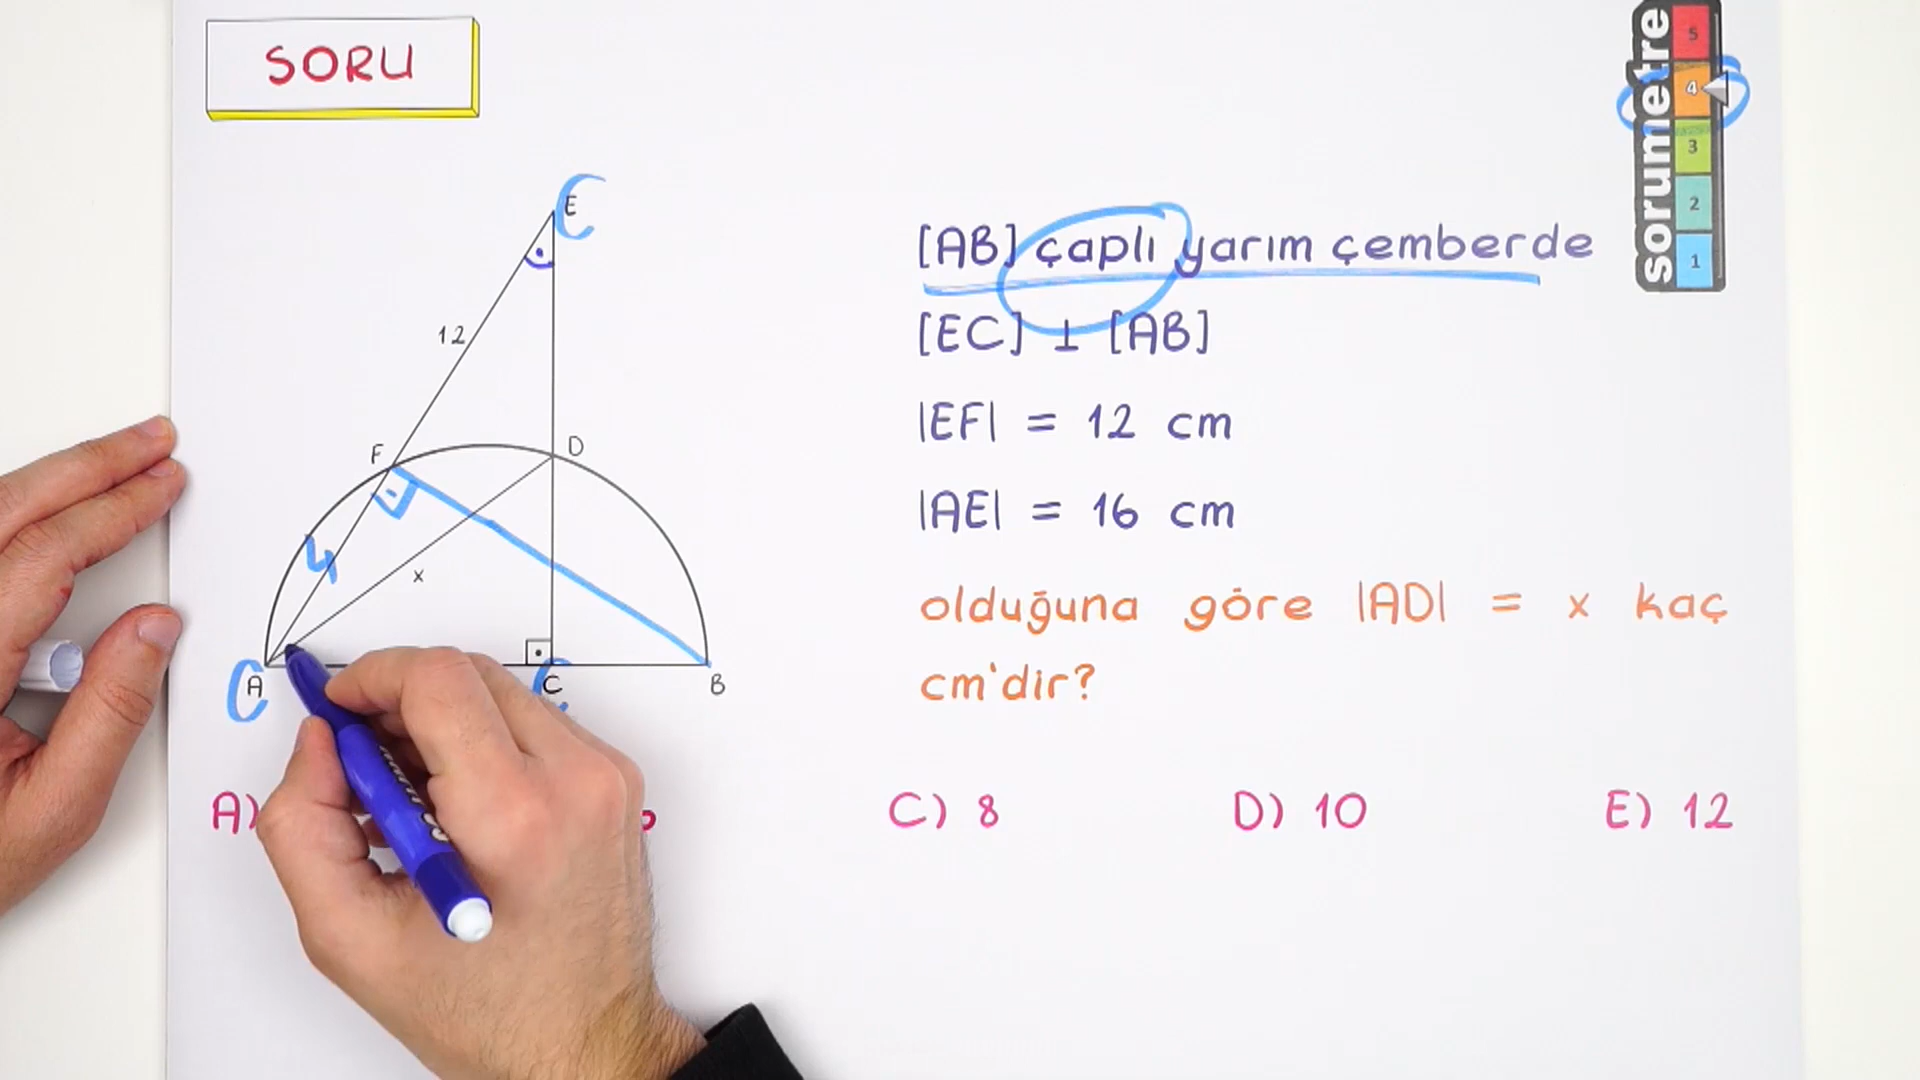 SORU
sorumetre
5
4
3
2
1
E
12
F
D
4
x
A
C
B
[AB] çaplı yarım çemberde
[EC] ⊥ [AB]
|EF| = 12 cm
|AE| = 16 cm
olduğuna göre |AD| = x kaç
cm'dir?
A)
C) 8
D) 10
E) 12